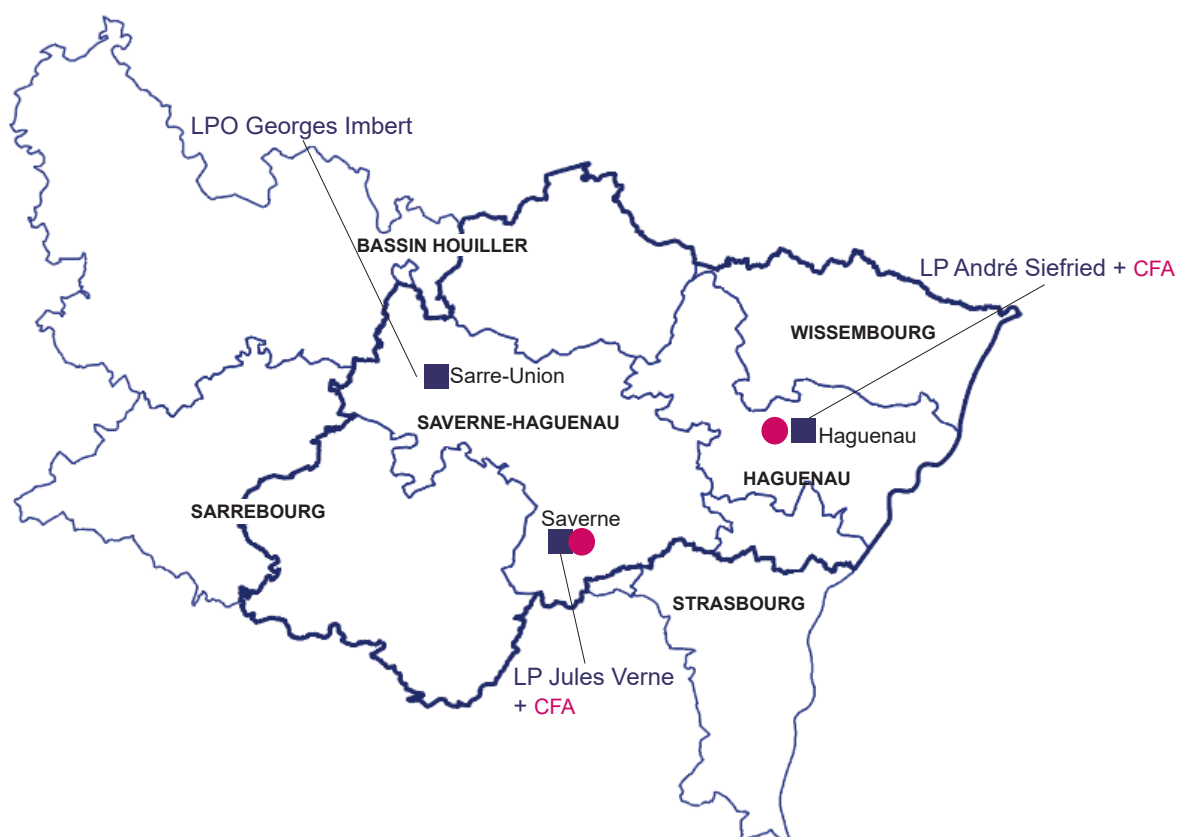 LPO Georges Imbert
BASSIN HOUILLER
LP André Siefried + CFA
WISSEMBOURG
Sarre-Union
SAVERNE-HAGUENAU
Haguenau
HAGUENAU
SARREBOURG
Saverne
STRASBOURG
LP Jules Verne
+ CFA